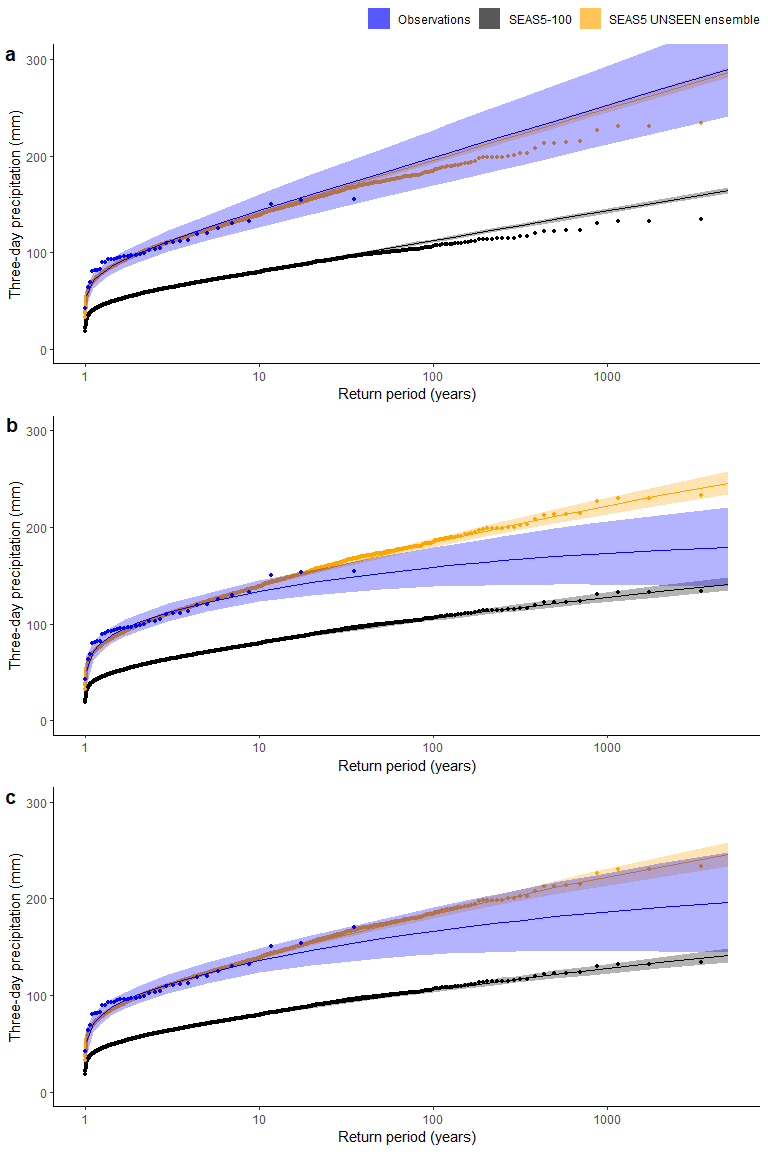 Observations SEAS5-100 SEAS5 UNSEEN ensemble
a
300
200
100
0
Three-day precipitation (mm)
1 10 100 1000
Return period (years)
b
300
200
100
0
Three-day precipitation (mm)
1 10 100 1000
Return period (years)
c
300
200
100
0
Three-day precipitation (mm)
1 10 100 1000
Return period (years)